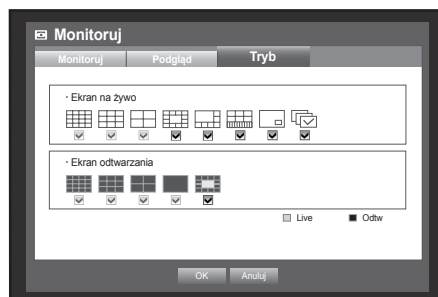 Monitoruj
Monitoruj Podgląd Tryb
· Ekran na żywo
· Ekran odtwarzania
Live Odtw
OK Anuluj